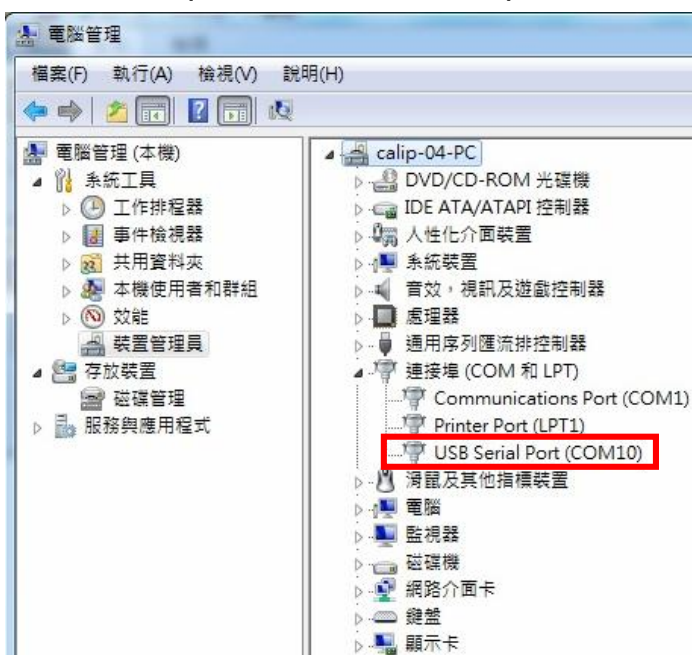 電腦管理
檔案(F) 執行(A) 檢視(V) 說明(H)
電腦管理 (本機)
系統工具
工作排程器
事件檢視器
共用資料夾
本機使用者和群組
效能
裝置管理員
存放裝置
磁碟管理
服務與應用程式
calip-04-PC
DVD/CD-ROM 光碟機
IDE ATA/ATAPI 控制器
人性化介面裝置
系統裝置
音效，視訊及遊戲控制器
處理器
通用序列匯流排控制器
連接埠 (COM 和 LPT)
Communications Port (COM1)
Printer Port (LPT1)
USB Serial Port (COM10)
滑鼠及其他指標裝置
電腦
監視器
磁碟機
網路介面卡
鍵盤
顯示卡